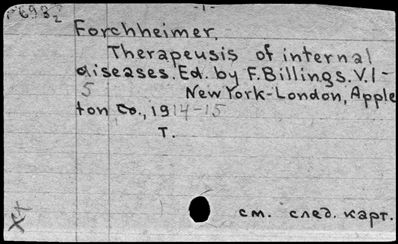 -1-
Forchheimer.
Therapeusis of internal
diseases. Ed. by F. Billings. V. 1-
5 New York-London, Apple
ton Co., 1914-15
T.
см. след. карт.